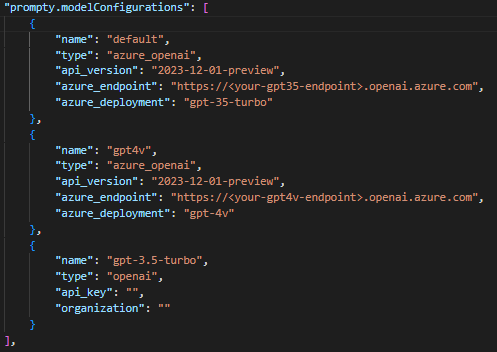 "prompty.modelConfigurations": [
{
"name": "default",
"type": "azure_openai",
"api_version": "2023-12-01-preview",
"azure_endpoint": "https://<your-gpt35-endpoint>.openai.azure.com",
"azure_deployment": "gpt-35-turbo"
},
{
"name": "gpt4v",
"type": "azure_openai",
"api_version": "2023-12-01-preview",
"azure_endpoint": "https://<your-gpt4v-endpoint>.openai.azure.com",
"azure_deployment": "gpt-4v"
},
{
"name": "gpt-3.5-turbo",
"type": "openai",
"api_key": "",
"organization": ""
}
],